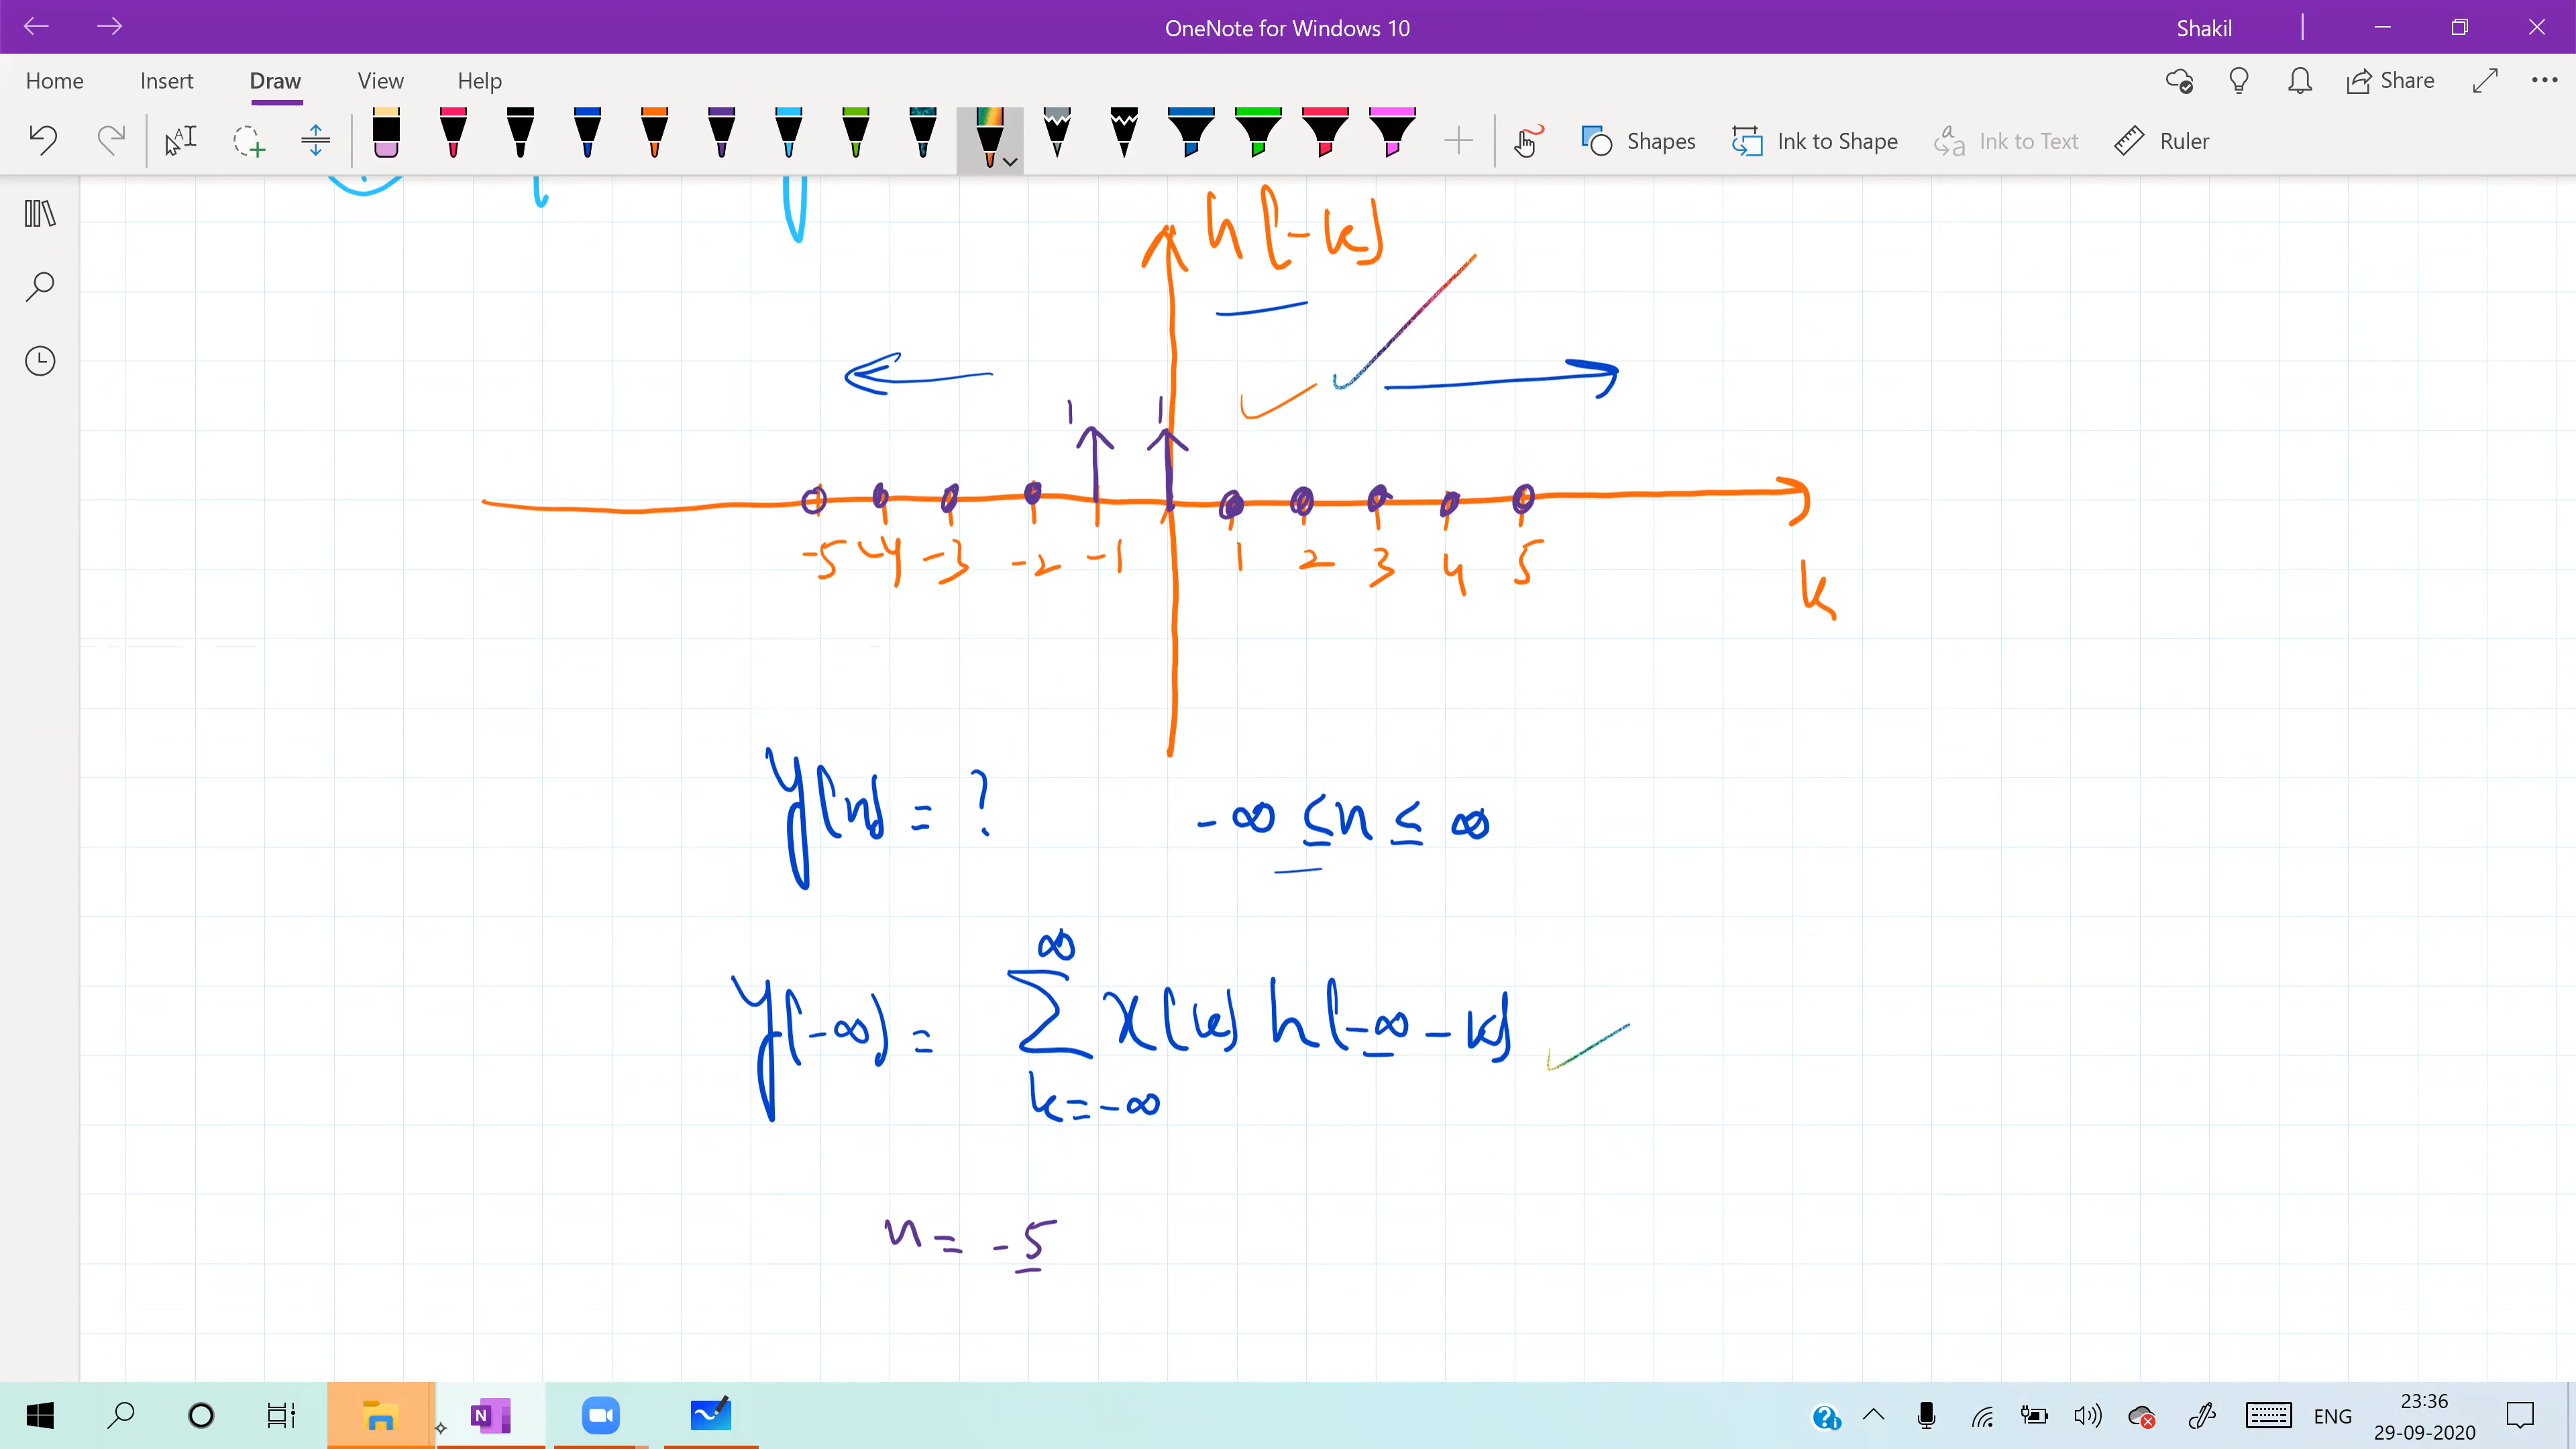 OneNote for Windows 10
Shakil
Home Insert Draw View Help
Share
Shapes
Ink to Shape
Ink to Text
Ruler
h[-k]
1 1
-5 -4 -3 -2 -1 1 2 3 4 5
k
y[n] = ? -∞ ≤ n ≤ ∞
∞
y[-∞) = ∑ x[k] h[-∞ - k]
k = -∞
n = -5
ENG
23:36
29-09-2020